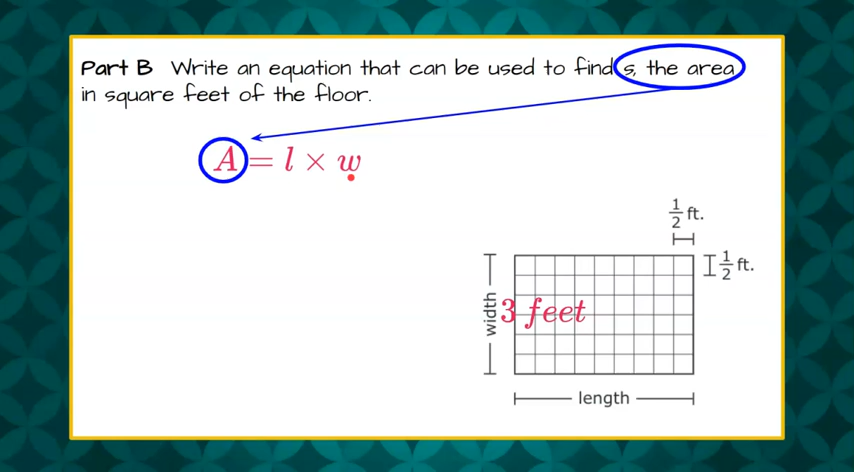 Part B Write an equation that can be used to find s, the area
in square feet of the floor.
A = l × w
1/2 ft.
1/2 ft.
width
3 feet
length